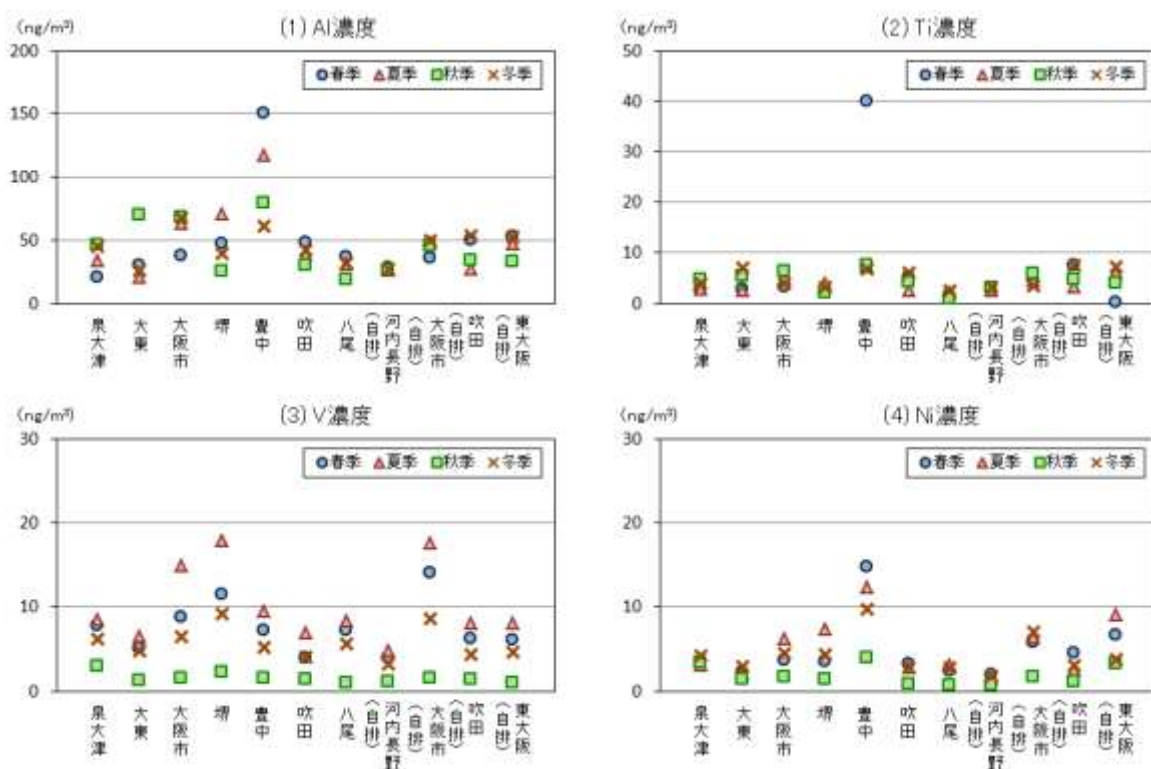 (ng/m³)
(1) Al濃度
200
150
100
50
0
春季 夏季 秋季 冬季
泉大津
大東
大阪市
堺
豊中
吹田
八尾
河内長野(自排)
大阪市(自排)
吹田(自排)
東大阪(自排)
(ng/m³)
(2) Ti濃度
50
40
30
20
10
0
春季 夏季 秋季 冬季
泉大津
大東
大阪市
堺
豊中
吹田
八尾
河内長野(自排)
大阪市(自排)
吹田(自排)
東大阪(自排)
(ng/m³)
(3) V濃度
30
20
10
0
春季 夏季 秋季 冬季
泉大津
大東
大阪市
堺
豊中
吹田
八尾
河内長野(自排)
大阪市(自排)
吹田(自排)
東大阪(自排)
(ng/m³)
(4) Ni濃度
30
20
10
0
春季 夏季 秋季 冬季
泉大津
大東
大阪市
堺
豊中
吹田
八尾
河内長野(自排)
大阪市(自排)
吹田(自排)
東大阪(自排)